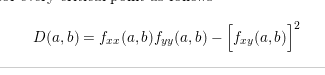 D(a, b) = f_{xx}(a, b) f_{yy}(a, b) − [f_{xy}(a, b)]^2